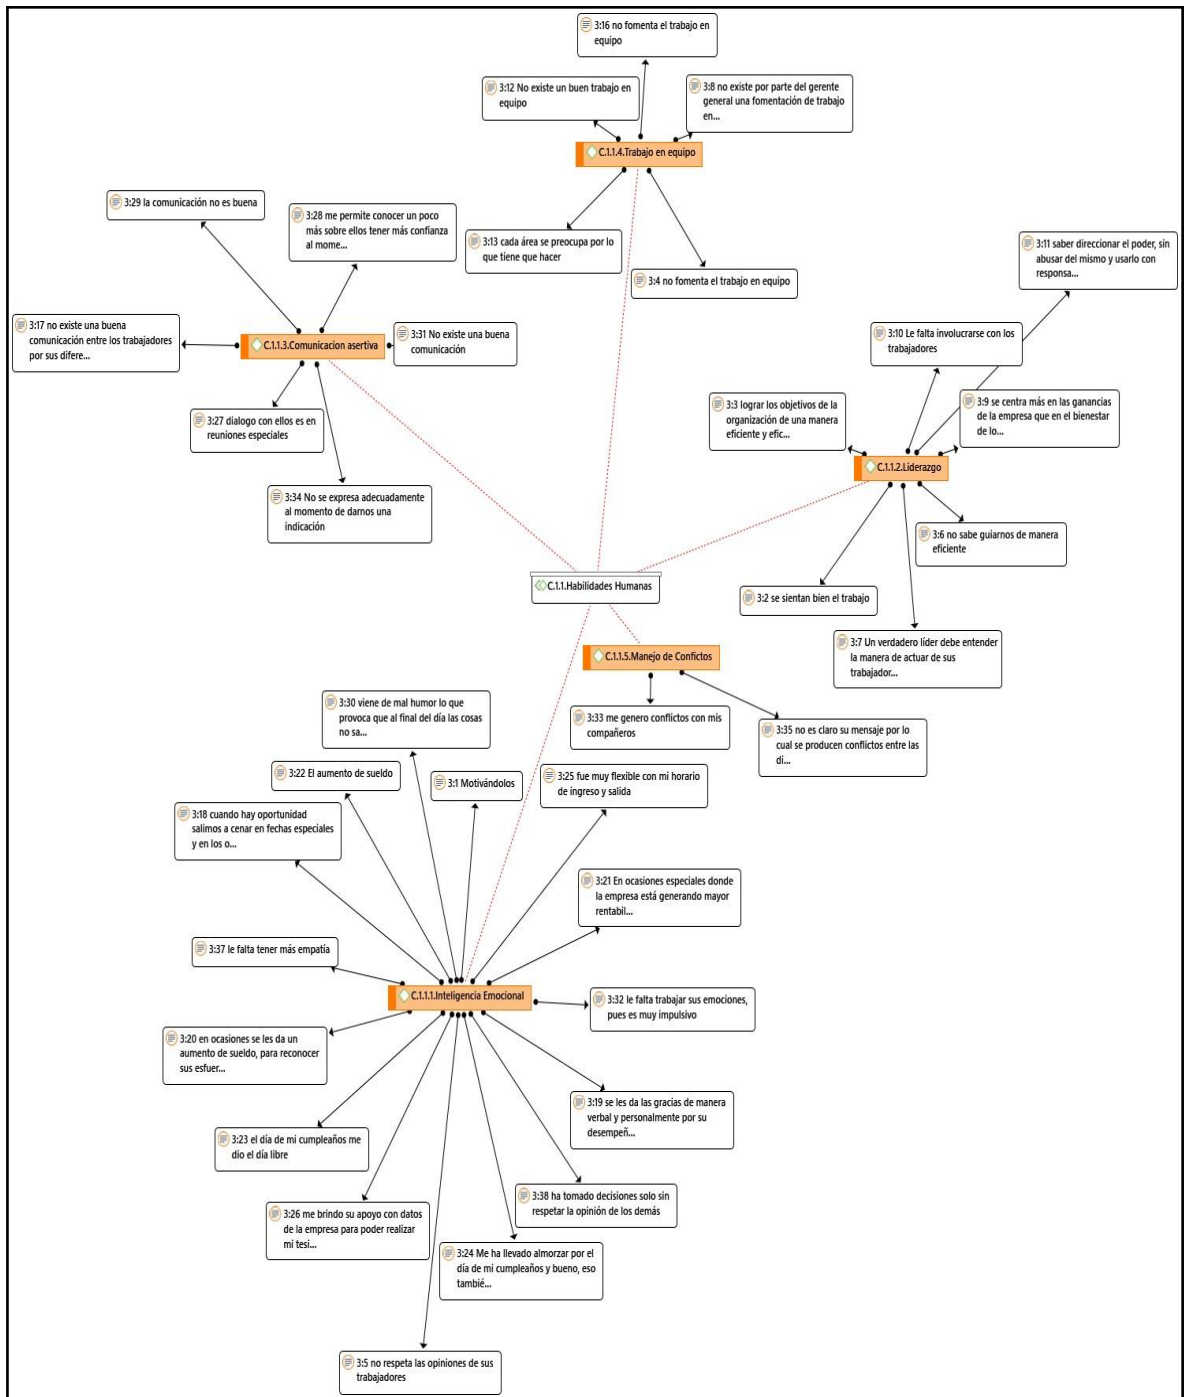 3:16 no fomenta el trabajo en
equipo
3:12 No existe un buen trabajo en
equipo
3:8 no existe por parte del gerente
general una fomentación de trabajo
en...
C.1.1.4.Trabajo en equipo
3:13 cada área se preocupa por lo
que tiene que hacer
3:4 no fomenta el trabajo en equipo
3:29 la comunicación no es buena
3:28 me permite conocer un poco
más sobre ellos tener más confianza
al mome...
3:17 no existe una buena
comunicación entre los trabajadores
por sus difere...
C.1.1.3.Comunicacion asertiva
3:31 No existe una buena
comunicación
3:27 dialogo con ellos es en
reuniones especiales
3:34 No se expresa adecuadamente
al momento de darnos una
indicación
3:11 saber direccionar el poder, sin
abusar del mismo y usarlo con
responsa...
3:10 Le falta involucrarse con los
trabajadores
3:3 lograr los objetivos de la
organización de una manera
eficiente y efic...
3:9 se centra más en las ganancias
de la empresa que en el bienestar
de lo...
C.1.1.2.Liderazgo
3:6 no sabe guiarnos de manera
eficiente
3:2 se sientan bien el trabajo
3:7 Un verdadero líder debe entender
la manera de actuar de sus
trabajador...
C.1.1.Habilidades Humanas
C.1.1.5.Manejo de Confictos
3:33 me genero conflictos con mis
compañeros
3:35 no es claro su mensaje por lo
cual se producen conflictos entre las
di...
3:30 viene de mal humor lo que
provoca que al final del día las cosas
no sa...
3:22 El aumento de sueldo
3:1 Motivándolos
3:25 fue muy flexible con mi horario
de ingreso y salida
3:18 cuando hay oportunidad
salimos a cenar en fechas especiales
y en los o...
3:21 En ocasiones especiales donde
la empresa está generando mayor
rentabil...
3:37 le falta tener más empatía
C.1.1.1.Inteligencia Emocional
3:32 le falta trabajar sus emociones,
pues es muy impulsivo
3:20 en ocasiones se les da un
aumento de sueldo, para reconocer
sus esfuer...
3:19 se les da las gracias de manera
verbal y personalmente por su
desempeñ...
3:23 el día de mi cumpleaños me
dio el día libre
3:38 ha tomado decisiones solo sin
respetar la opinión de los demás
3:26 me brindo su apoyo con datos
de la empresa para poder realizar
mi tesi...
3:24 Me ha llevado almorzar por el
día de mi cumpleaños y bueno, eso
tambié...
3:5 no respeta las opiniones de sus
trabajadores